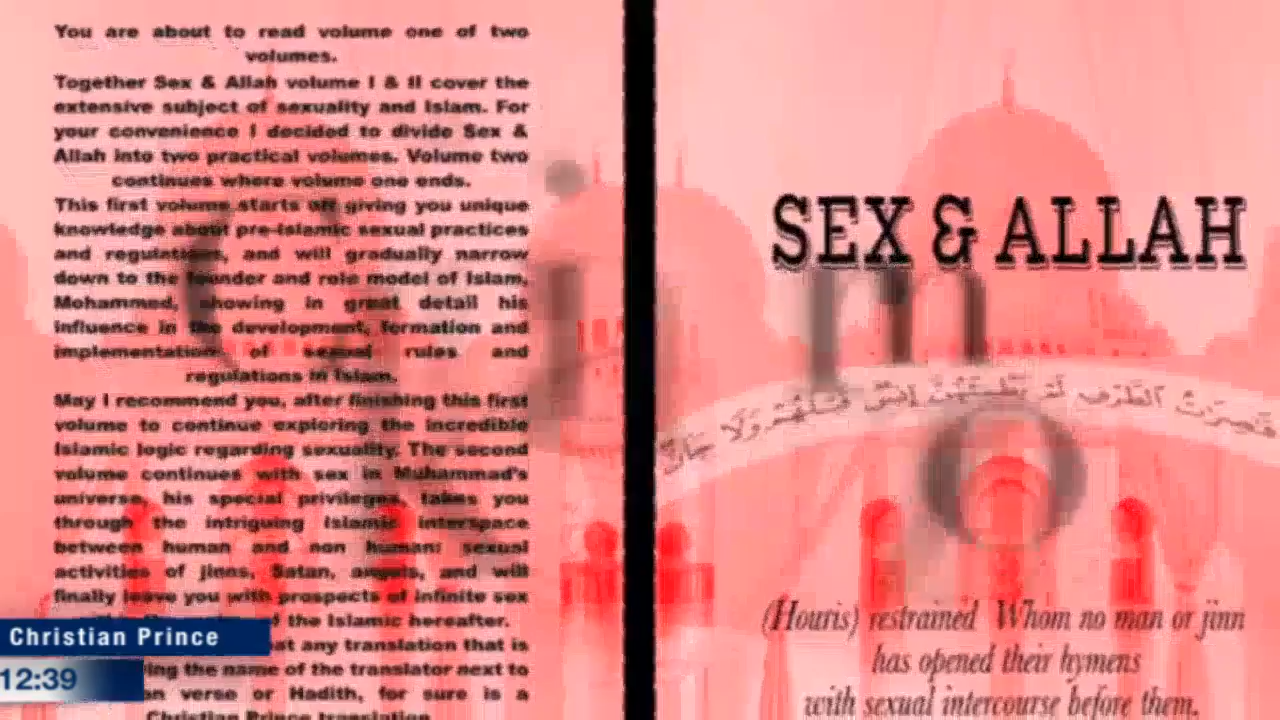 You are about to read volume one of two
volumes.
Together Sex & Allah volume I & II cover the
extensive subject of sexuality and Islam. For
your convenience I decided to divide Sex &
Allah into two practical volumes. Volume two
continues where volume one ends.
This first volume starts off giving you unique
knowledge about pre-Islamic sexual practices
and regulations, and will gradually narrow
down to the founder and role model of Islam,
Mohammed, showing in great detail his
influence in the development, formation and
implementation of sexual rules and
regulations in Islam.
May I recommend you, after finishing this first
volume to continue exploring the incredible
Islamic logic regarding sexuality. The second
volume continues with sex in Muhammad's
universe, his special privileges, takes you
through the intriguing Islamic interspace
between human and non human: sexual
activities of jinns, Satan, angels, and will
finally leave you with prospects of infinite sex
the Islamic hereafter.
at any translation that is
ing the name of the translator next to
verse or Hadith, for sure is a
Christian Prince translation
SEX & ALLAH
(Houris) restrained Whom no man or jinn
has opened their hymens
with sexual intercourse before them.
Christian Prince
12:39